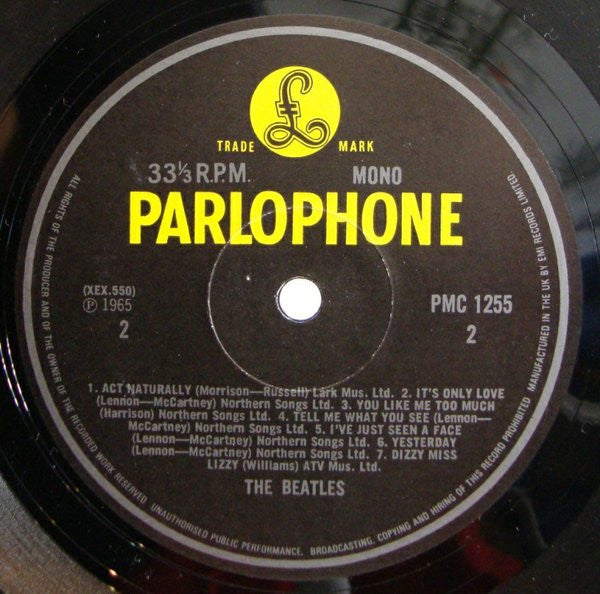 £
TRADE MARK
33⅓ R.P.M. MONO
PARLOPHONE
(XEX.550)
Ⓟ 1965
2
PMC 1255
2
1. ACT NATURALLY (Morrison—Russell) Lark Mus. Ltd. 2. IT'S ONLY LOVE
(Lennon—McCartney) Northern Songs Ltd. 3. YOU LIKE ME TOO MUCH
(Harrison) Northern Songs Ltd. 4. TELL ME WHAT YOU SEE (Lennon—
McCartney) Northern Songs Ltd. 5. I'VE JUST SEEN A FACE
(Lennon—McCartney) Northern Songs Ltd. 6. YESTERDAY
(Lennon—McCartney) Northern Songs Ltd. 7. DIZZY MISS
LIZZY (Williams) ATV Mus. Ltd.
THE BEATLES
ALL RIGHTS OF THE PRODUCER AND OF THE OWNER OF THE RECORDED WORK RESERVED UNAUTHORISED PUBLIC PERFORMANCE, BROADCASTING, COPYING AND HIRING OF THIS RECORD PROHIBITED MANUFACTURED IN THE UK BY EMI RECORDS LIMITED.